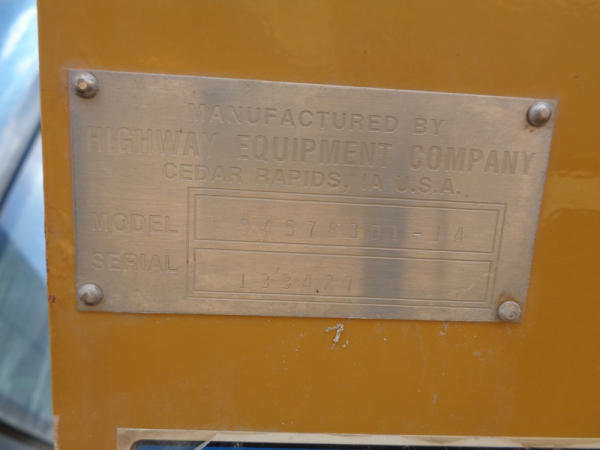 MANUFACTURED BY
HIGHWAY EQUIPMENT COMPANY
CEDAR RAPIDS, IA U.S.A.
MODEL
SERIAL